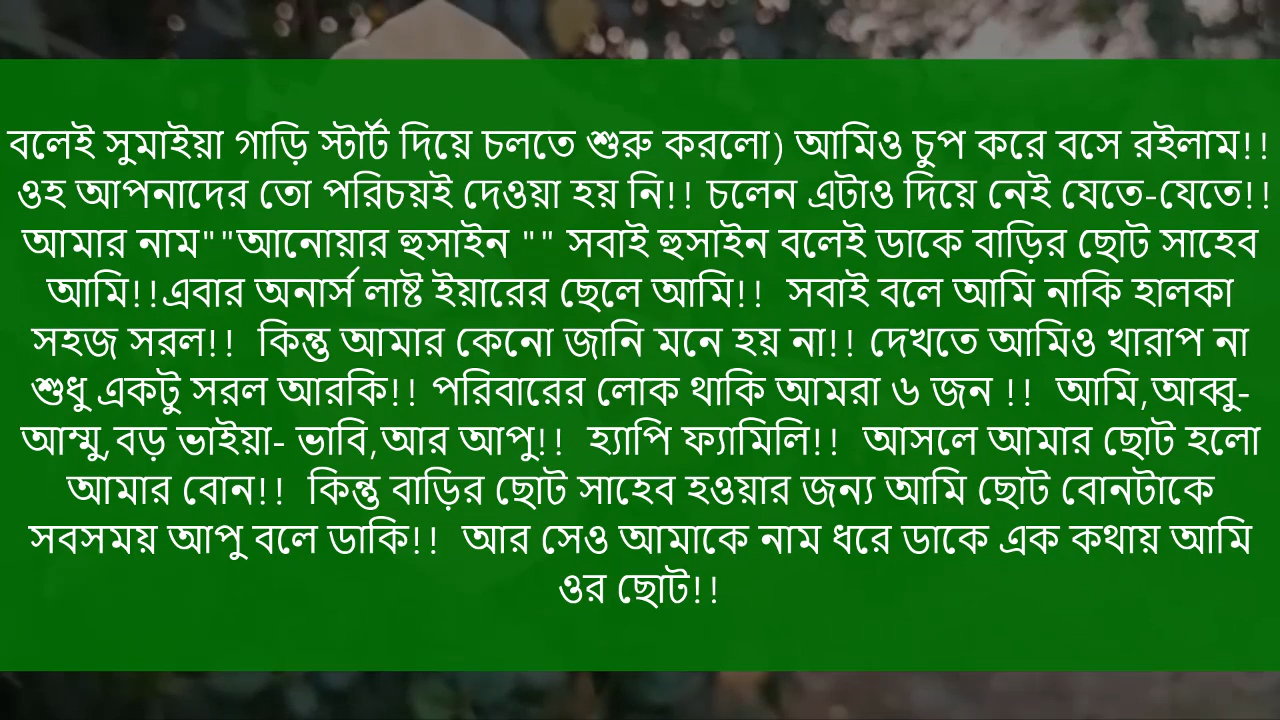 বলেই সুমাইয়া গাড়ি স্টার্ট দিয়ে চলতে শুরু করলো) আমিও চুপ করে বসে রইলাম!!
ওহ আপনাদের তো পরিচয়ই দেওয়া হয় নি!! চলেন এটাও দিয়ে নেই যেতে-যেতে!!
আমার নাম""আনোয়ার হুসাইন "" সবাই হুসাইন বলেই ডাকে বাড়ির ছোট সাহেব
আমি!!এবার অনার্স লাষ্ট ইয়ারের ছেলে আমি!! সবাই বলে আমি নাকি হালকা
সহজ সরল!! কিন্তু আমার কেনো জানি মনে হয় না!! দেখতে আমিও খারাপ না
শুধু একটু সরল আরকি!! পরিবারের লোক থাকি আমরা ৬ জন !! আমি,আব্বু-
আম্মু,বড় ভাইয়া- ভাবি,আর আপু!! হ্যাপি ফ্যামিলি!! আসলে আমার ছোট হলো
আমার বোন!! কিন্তু বাড়ির ছোট সাহেব হওয়ার জন্য আমি ছোট বোনটাকে
সবসময় আপু বলে ডাকি!! আর সেও আমাকে নাম ধরে ডাকে এক কথায় আমি
ওর ছোট!!